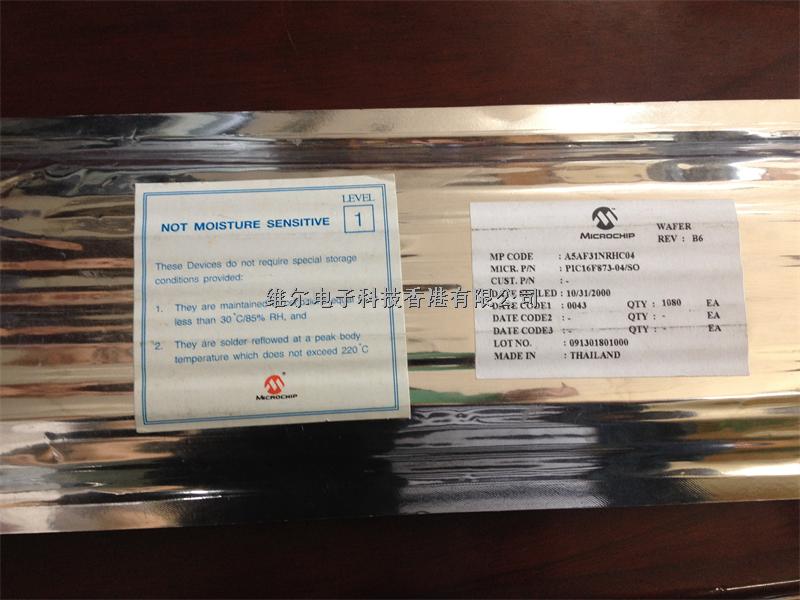 LEVEL
1
NOT MOISTURE SENSITIVE
These Devices do not require special storage
conditions provided:
1. They are maintained
less than 30°C/85% RH, and
2. They are solder reflowed at a peak body
temperature which does not exceed 220°C
MICROCHIP
维尔电子科技香港有限公司
MICROCHIP
WAFER
REV : B6
MP CODE : A5AF31NRHC04
MICR. P/N : PIC16F873-04/SO
CUST. P/N : -
LED : 10/31/2000
DATE CODE1 : 0043 QTY : 1080 EA
DATE CODE2 : - QTY : - EA
DATE CODE3 : - QTY : - EA
LOT NO. : 091301801000
MADE IN : THAILAND